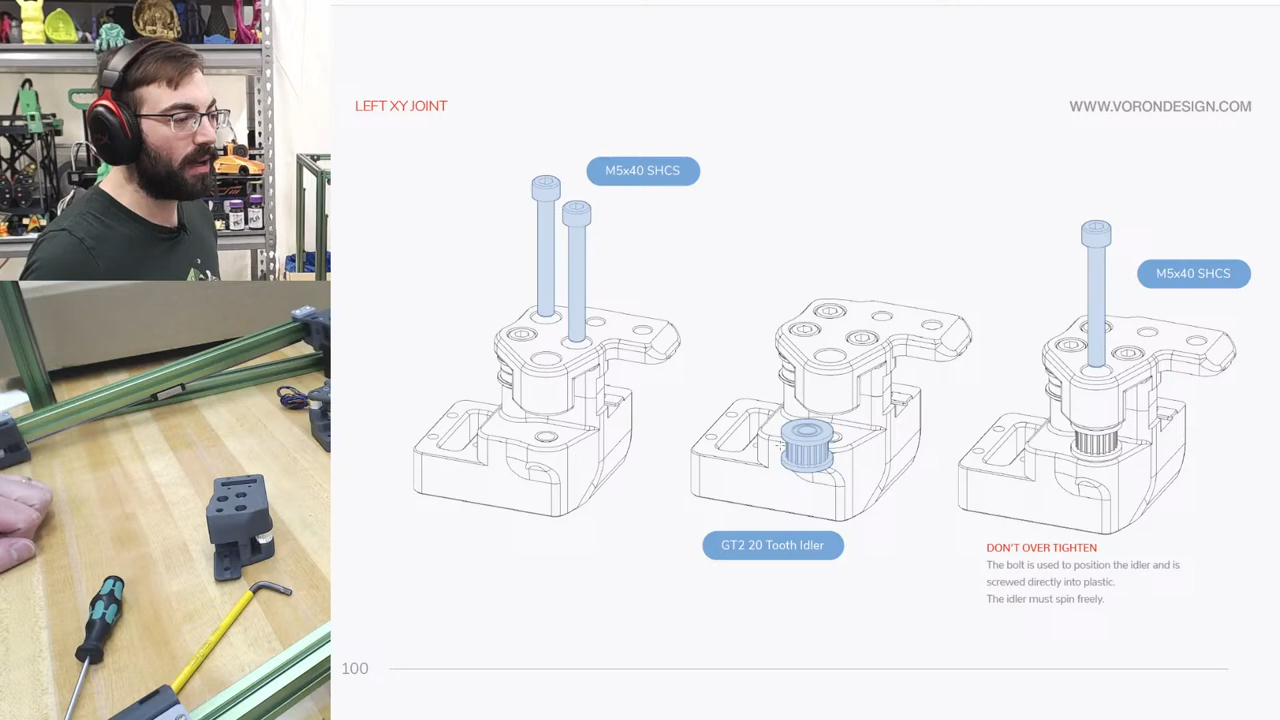 LEFT XY JOINT
WWW.VORONDESIGN.COM
M5x40 SHCS
M5x40 SHCS
GT2 20 Tooth Idler
DON'T OVER TIGHTEN
The bolt is used to position the idler and is
screwed directly into plastic.
The idler must spin freely.
100